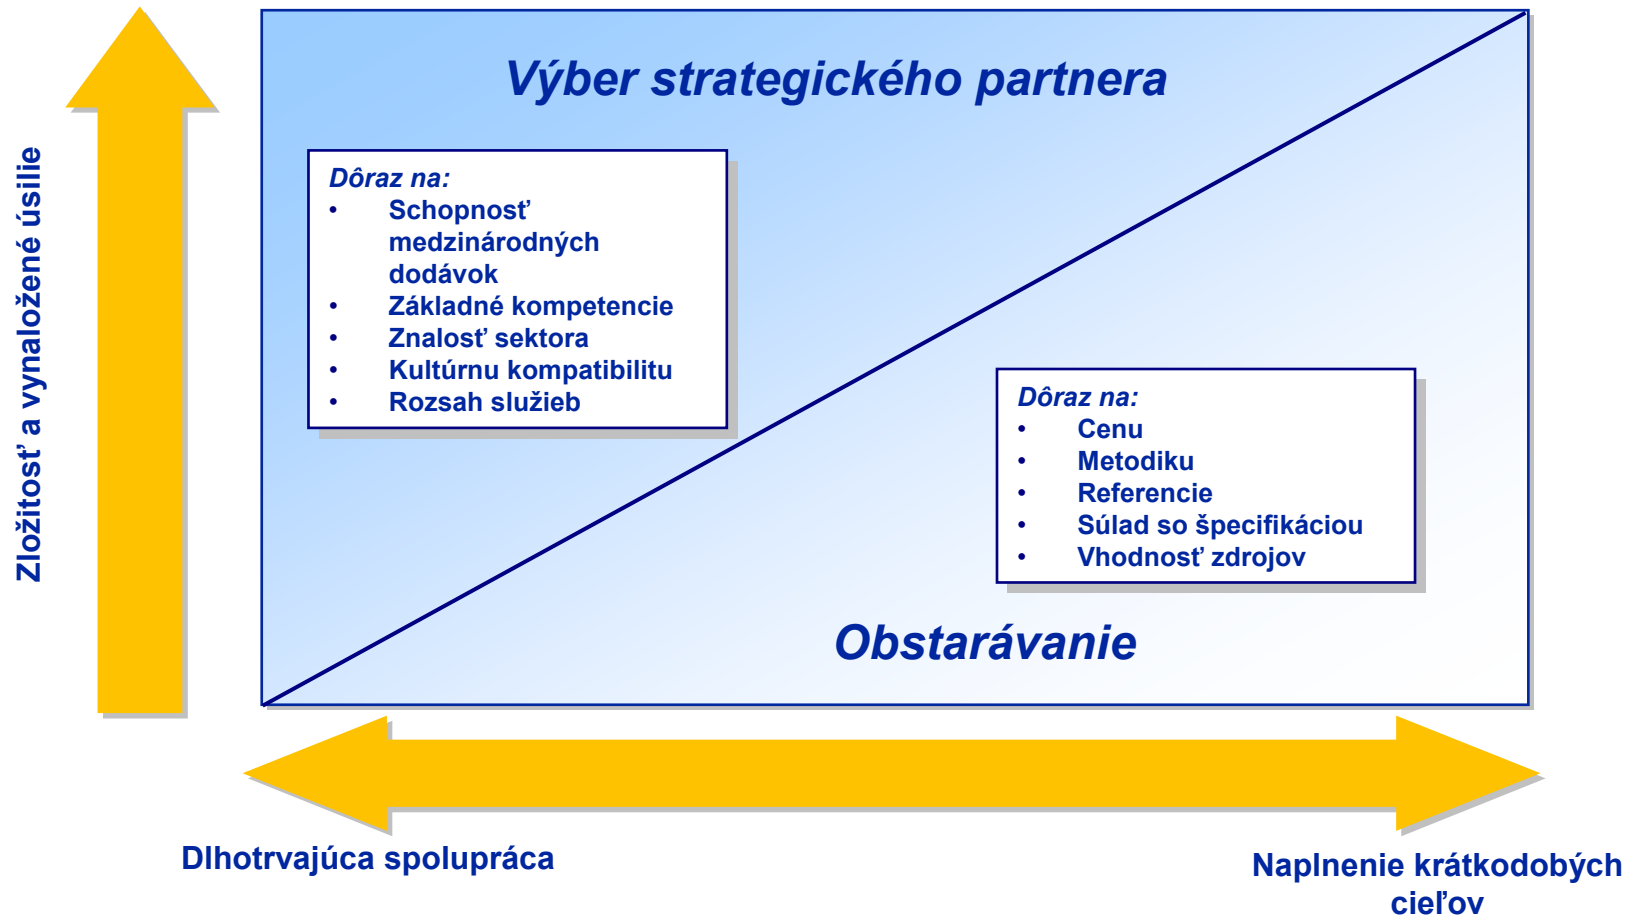 Výber strategického partnera
Zložitosť a vynaložené úsilie
Dôraz na:
• Schopnosť
medzinárodných
dodávok
• Základné kompetencie
• Znalosť sektora
• Kultúrnu kompatibilitu
• Rozsah služieb
Dôraz na:
• Cenu
• Metodiku
• Referencie
• Súlad so špecifikáciou
• Vhodnosť zdrojov
Obstarávanie
Dlhotrvajúca spolupráca
Naplnenie krátkodobých
cieľov